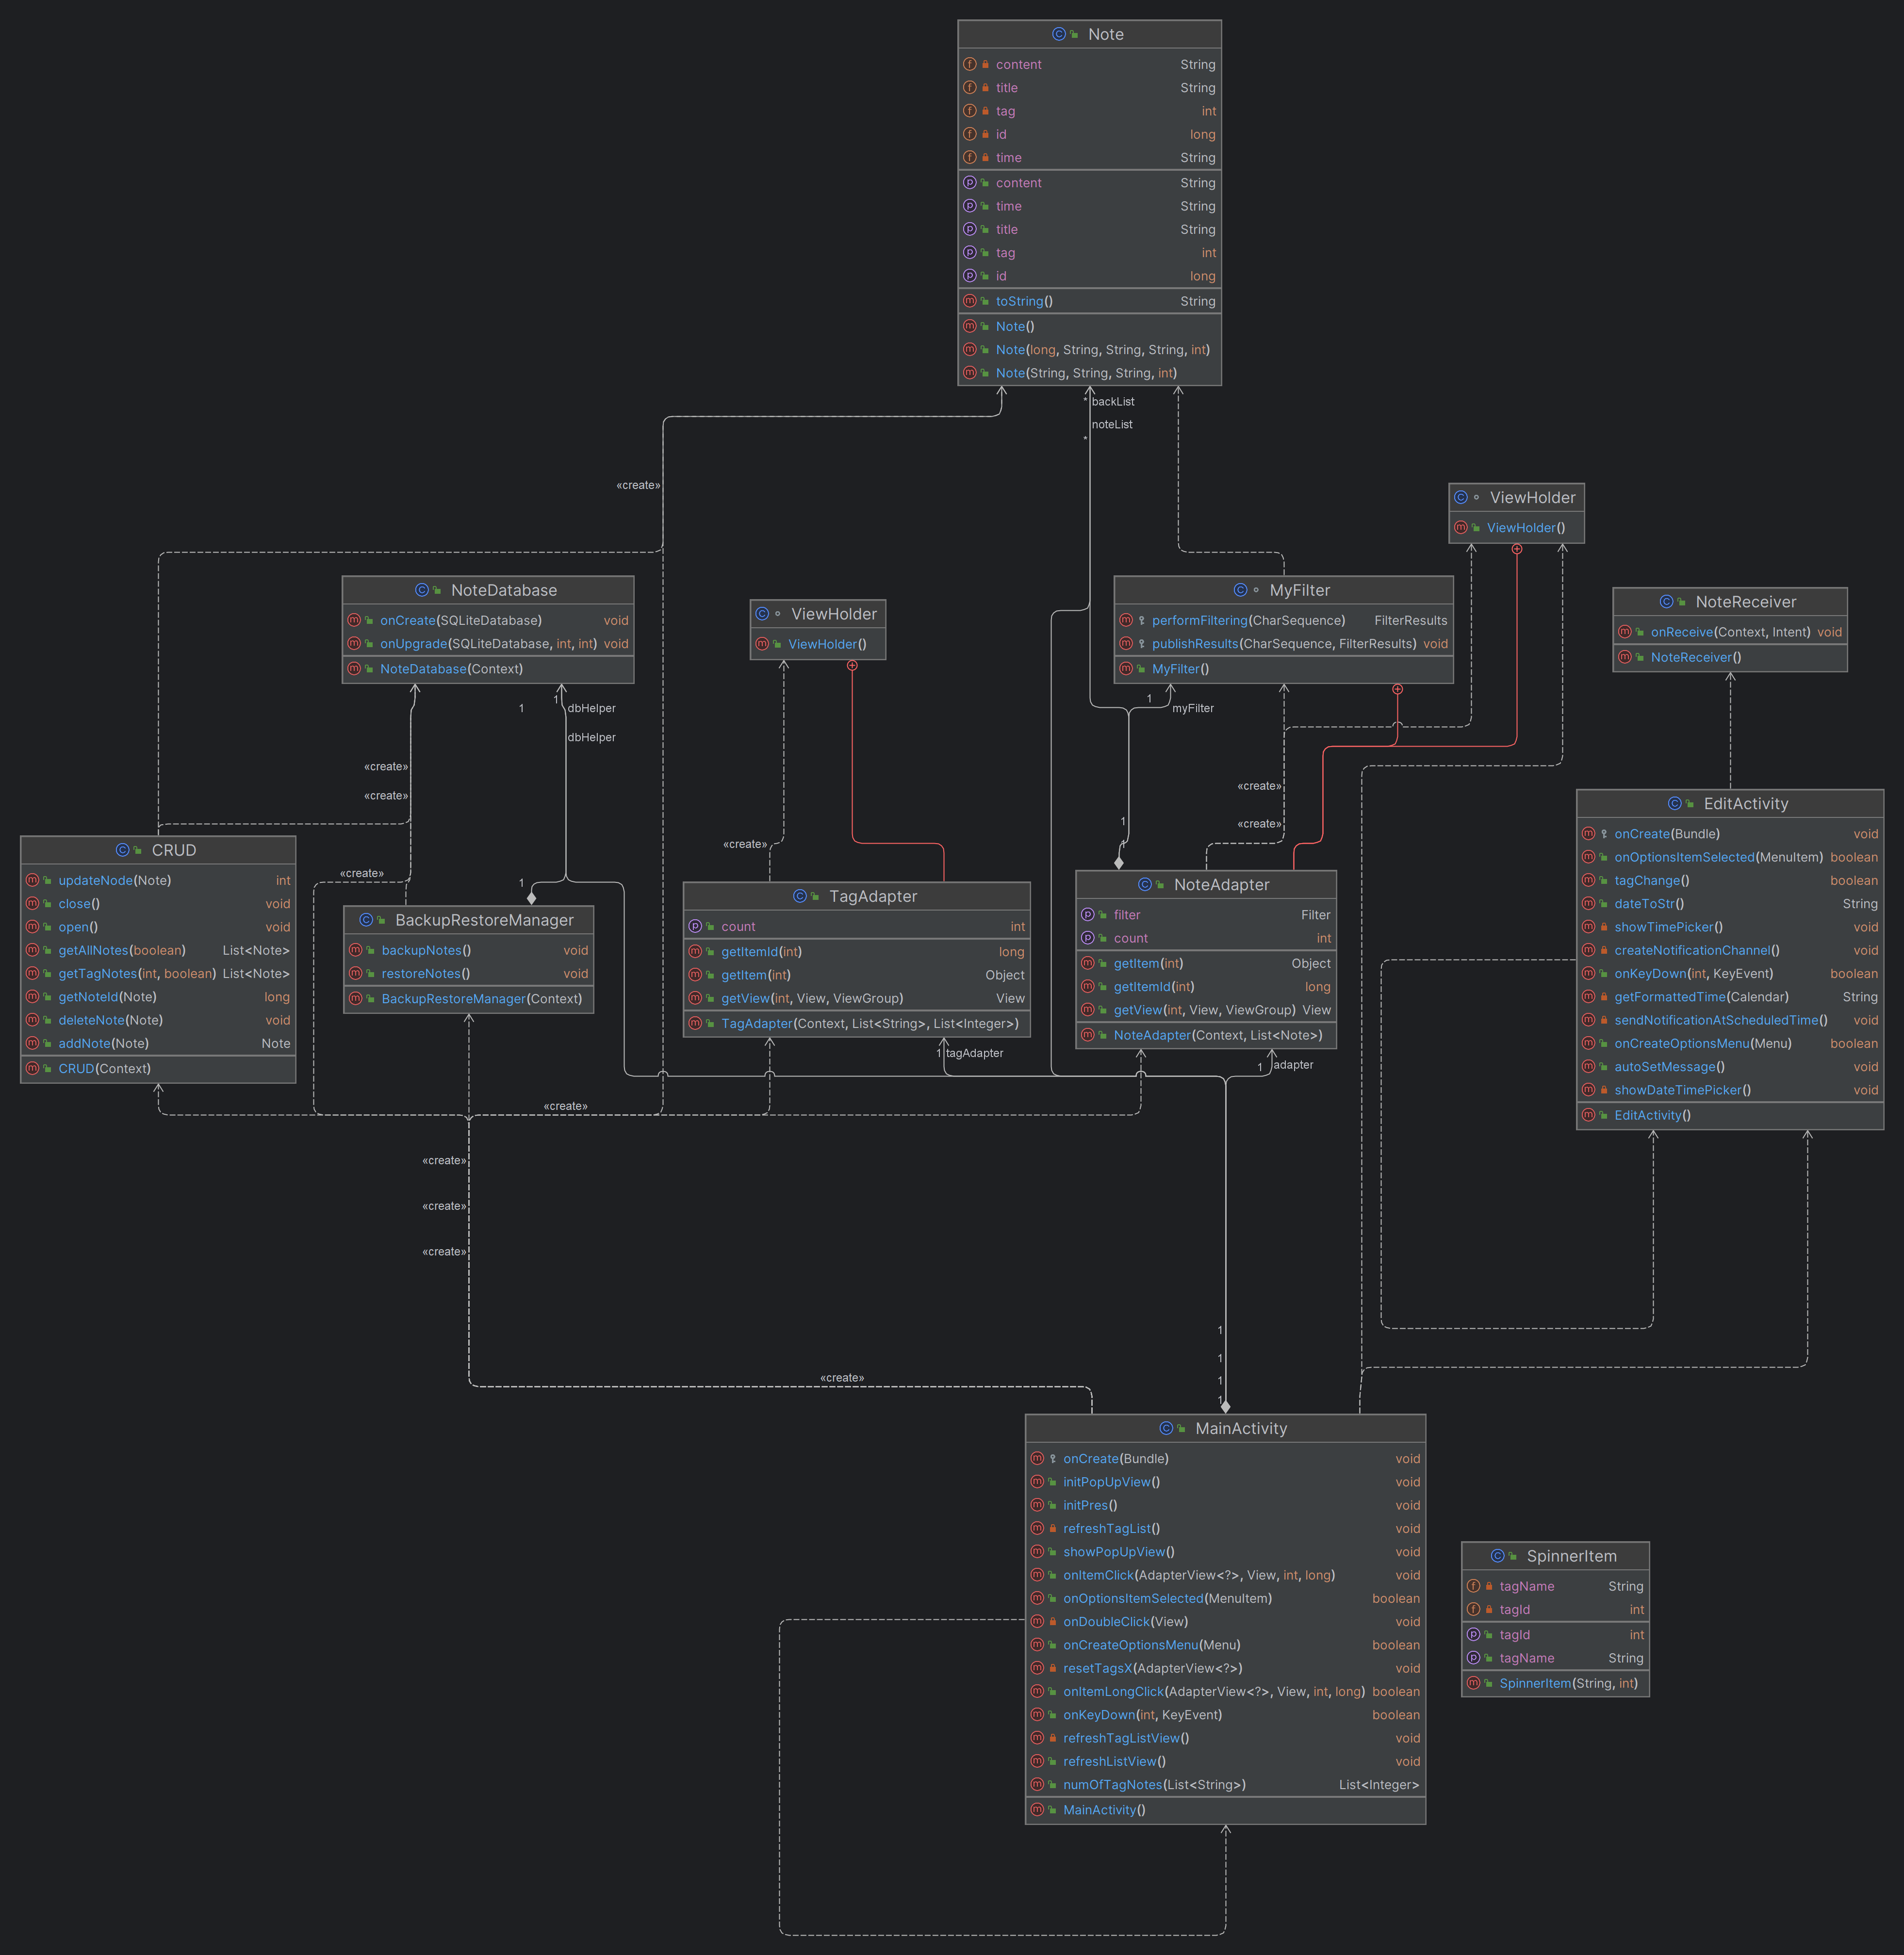 Note
content String
title String
tag int
id long
time String
content String
time String
title String
tag int
id long
toString() String
Note()
Note(long, String, String, String, int)
Note(String, String, String, int)
* backList
noteList
*
«create»
ViewHolder
ViewHolder()
NoteDatabase
onCreate(SQLiteDatabase) void
onUpgrade(SQLiteDatabase, int, int) void
NoteDatabase(Context)
ViewHolder
ViewHolder()
MyFilter
performFiltering(CharSequence) FilterResults
publishResults(CharSequence, FilterResults) void
MyFilter()
NoteReceiver
onReceive(Context, Intent) void
NoteReceiver()
1
1
dbHelper
dbHelper
1
myFilter
«create»
«create»
«create»
«create»
1
1
«create»
«create»
1
CRUD
updateNode(Note) int
close() void
open() void
getAllNotes(boolean) List<Note>
getTagNotes(int, boolean) List<Note>
getNoteId(Note) long
deleteNote(Note) void
addNote(Note) Note
CRUD(Context)
BackupRestoreManager
backupNotes() void
restoreNotes() void
BackupRestoreManager(Context)
TagAdapter
count int
getItemId(int) long
getItem(int) Object
getView(int, View, ViewGroup) View
TagAdapter(Context, List<String>, List<Integer>)
NoteAdapter
filter Filter
count int
getItem(int) Object
getItemId(int) long
getView(int, View, ViewGroup) View
NoteAdapter(Context, List<Note>)
EditActivity
onCreate(Bundle) void
onOptionsItemSelected(MenuItem) boolean
tagChange() boolean
dateToStr() String
showTimePicker() void
createNotificationChannel() void
onKeyDown(int, KeyEvent) boolean
getFormattedTime(Calendar) String
sendNotificationAtScheduledTime() void
onCreateOptionsMenu(Menu) boolean
autoSetMessage() void
showDateTimePicker() void
EditActivity()
1 tagAdapter
1 adapter
«create»
«create»
«create»
«create»
«create»
1
1
1
MainActivity
onCreate(Bundle) void
initPopUpView() void
initPres() void
refreshTagList() void
showPopUpView() void
onItemClick(AdapterView<?>, View, int, long) void
onOptionsItemSelected(MenuItem) boolean
onDoubleClick(View) void
onCreateOptionsMenu(Menu) boolean
resetTagsX(AdapterView<?>) void
onItemLongClick(AdapterView<?>, View, int, long) boolean
onKeyDown(int, KeyEvent) boolean
refreshTagListView() void
refreshListView() void
numOfTagNotes(List<String>) List<Integer>
MainActivity()
SpinnerItem
tagName String
tagId int
tagId int
tagName String
SpinnerItem(String, int)